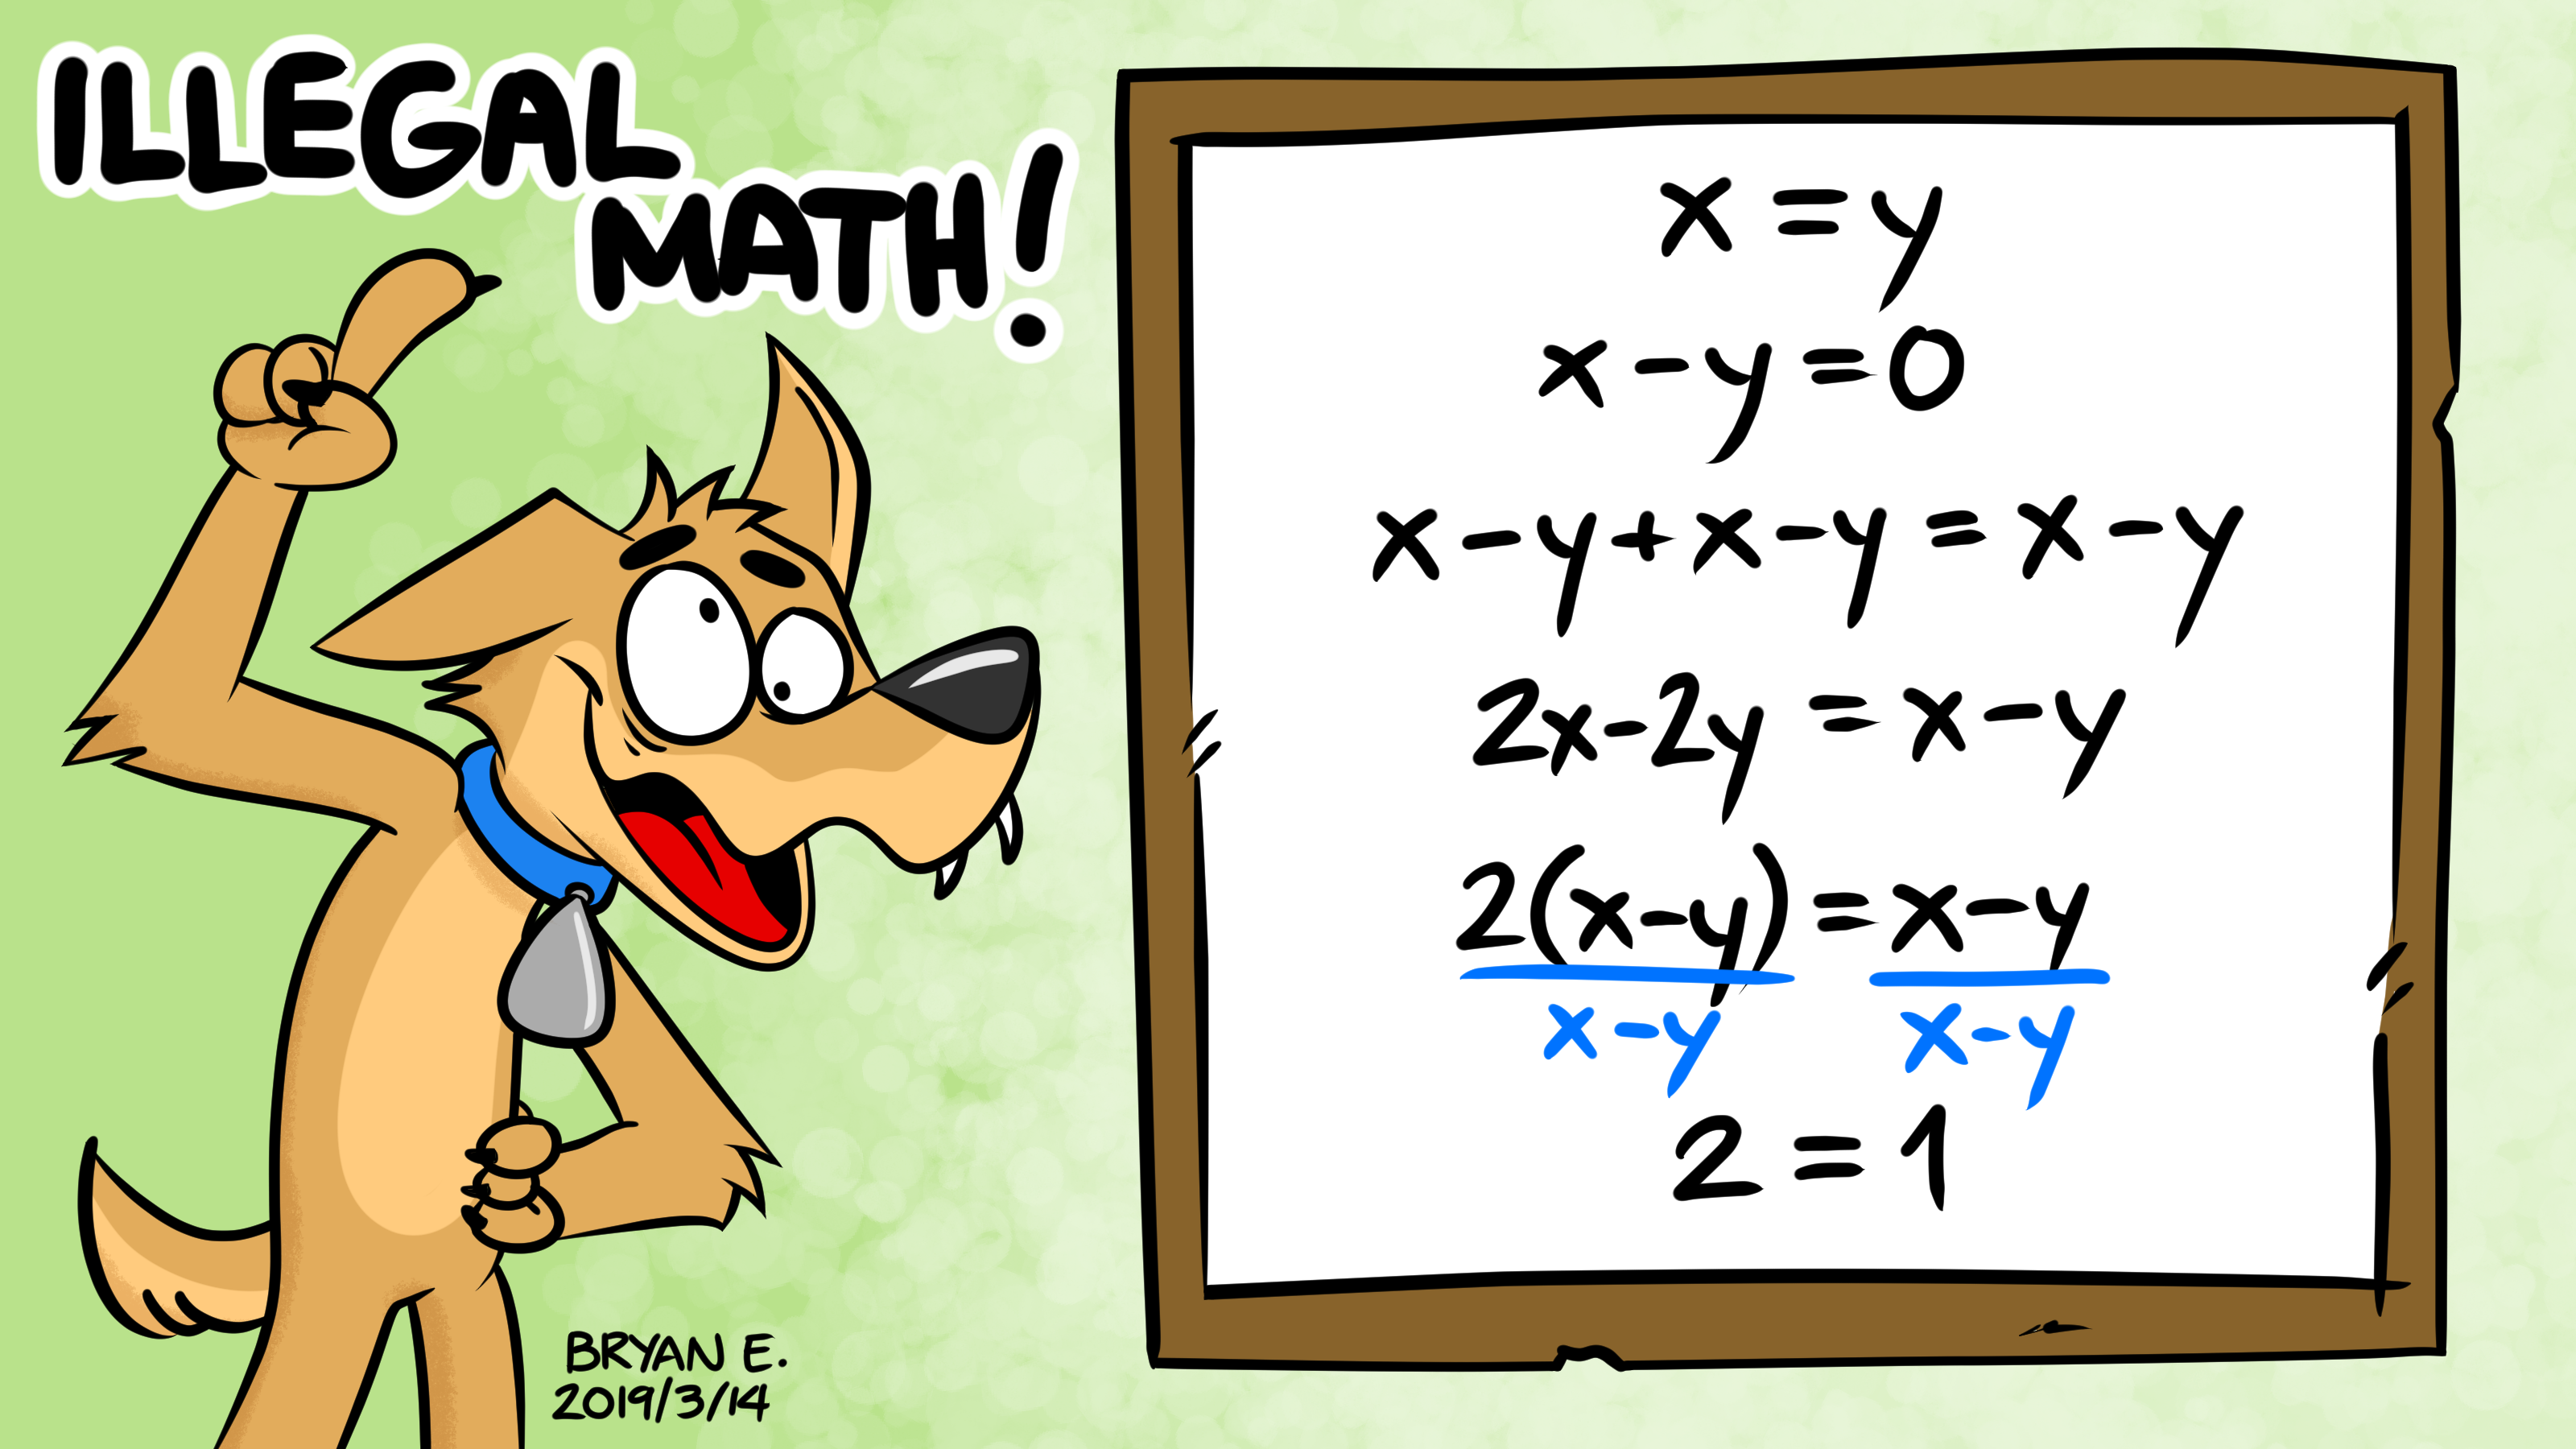 ILLEGAL
MATH!
x = y
x - y = 0
x - y + x - y = x - y
2x - 2y = x - y
2(x - y) = x - y
x - y x - y
2 = 1
BRYAN E.
2019/3/14